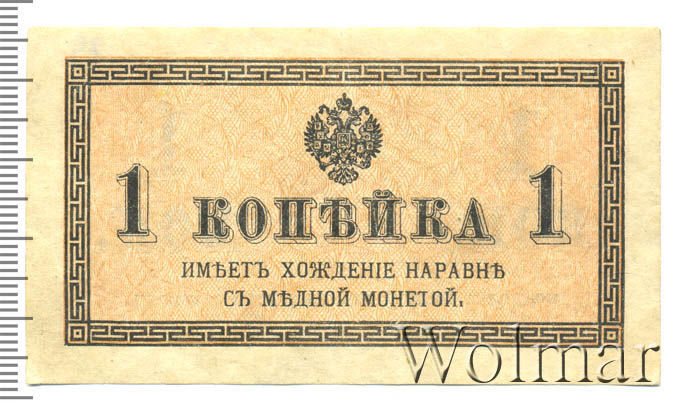 1 КОПѢЙКА 1
ИМѢЕТЪ ХОЖДЕНІЕ НАРАВНѢ
СЪ МѢДНОЙ МОНЕТОЙ.
Wolmar